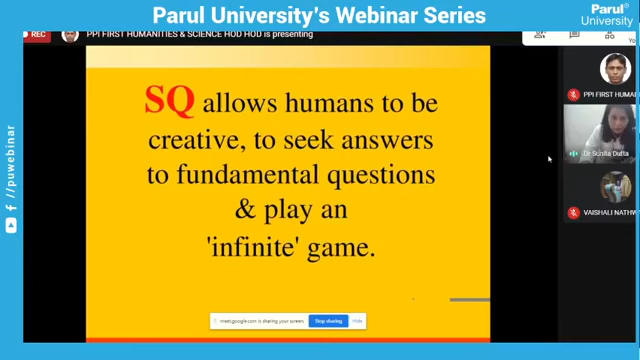 Parul University's Webinar Series
Parul®
University
REC
PPI FIRST HUMANITIES & SCIENCE HOD HOD is presenting
Yo
SQ allows humans to be
creative, to seek answers
to fundamental questions
& play an
'infinite' game.
PPI FIRST HUMAN
Dr Sunita Dutta
VAISHALI NATHW
/puwebinar
meet.google.com is sharing your screen.
Stop sharing
Hide